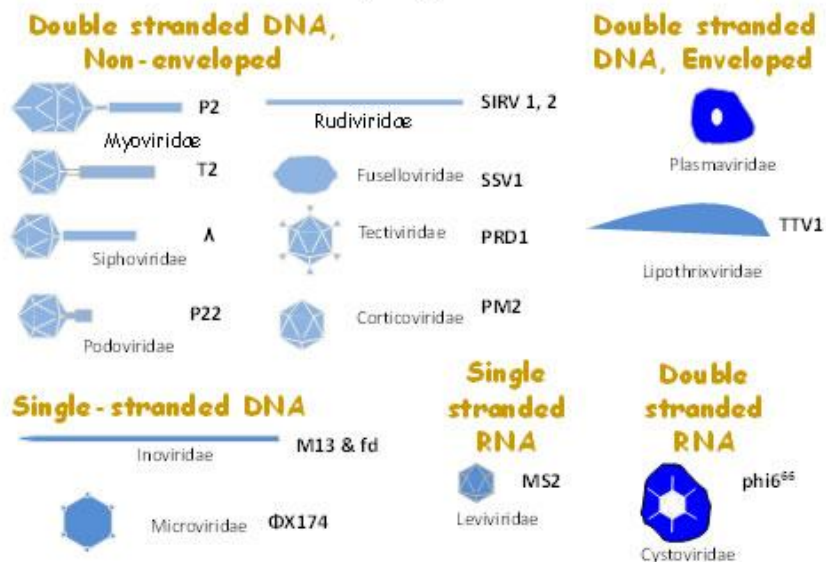 Double stranded DNA,
Non-enveloped
P2
Myoviridae
T2
λ
Siphoviridae
P22
Podoviridae
SIRV 1, 2
Rudiviridae
Fuselloviridae SSV1
Tectiviridae PRD1
Corticoviridae PM2
Double stranded
DNA, Enveloped
Plasmaviridae
TTV1
Lipothrixviridae
Single-stranded DNA
Inoviridae
M13 & fd
Microviridae ΦX174
Single
stranded
RNA
MS2
Leviviridae
Double
stranded
RNA
phi6⁶⁶
Cystoviridae